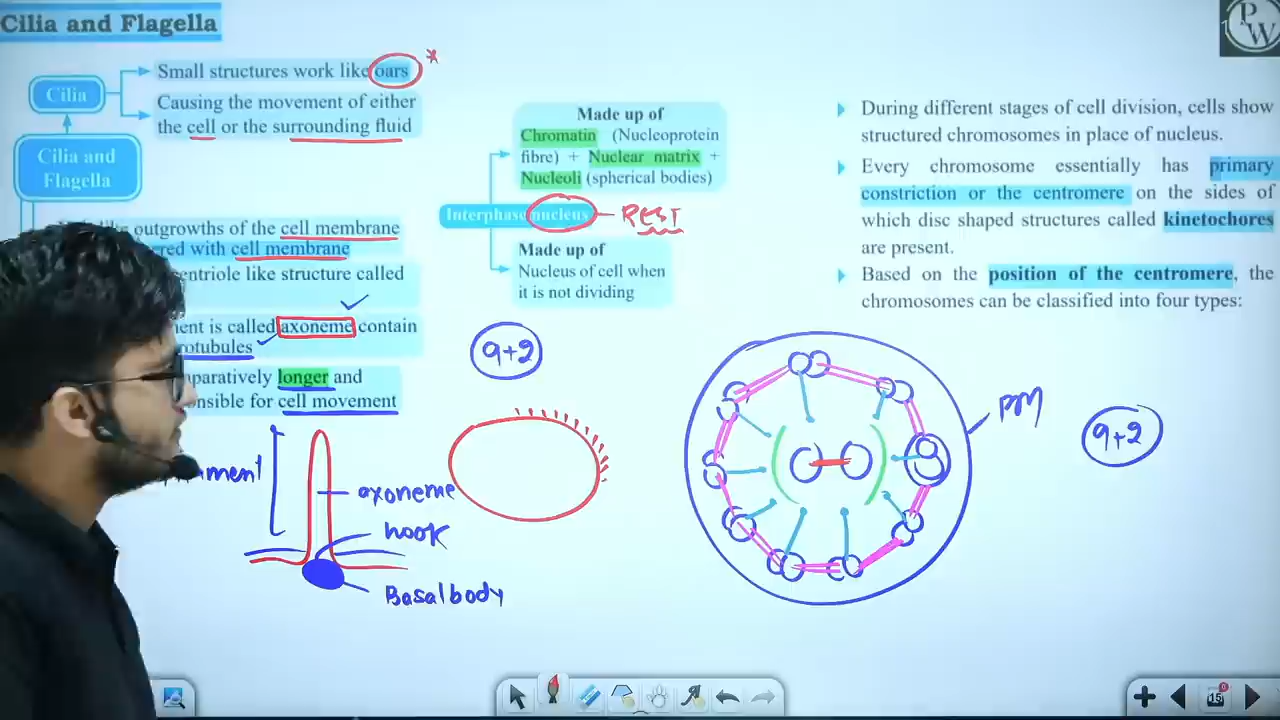 Cilia and Flagella
PW
Small structures work like oars *
Cilia
Causing the movement of either
the cell or the surrounding fluid
Cilia and
Flagella
outgrowths of the cell membrane
with cell membrane
like structure called
is called axoneme contain
longer and
for cell movement
axoneme
hook
Basalbody
9+2
Made up of
Chromatin (Nucleoprotein
fibre) + Nuclear matrix +
Nucleoli (spherical bodies)
Interphase nucleus
REST
Made up of
Nucleus of cell when
it is not dividing
During different stages of cell division, cells show
structured chromosomes in place of nucleus.
Every chromosome essentially has primary
constriction or the centromere on the sides of
which disc shaped structures called kinetochores
are present.
Based on the position of the centromere, the
chromosomes can be classified into four types:
PM
9+2
15